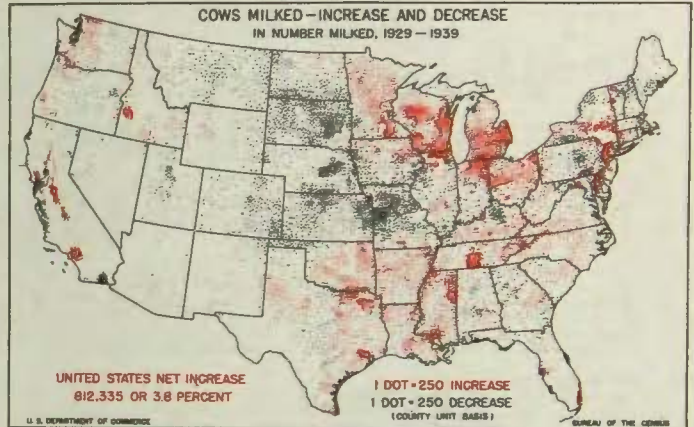 COWS MILKED—INCREASE AND DECREASE
IN NUMBER MILKED, 1929—1939
UNITED STATES NET INCREASE
812,335 OR 3.8 PERCENT
1 DOT = 250 INCREASE
1 DOT = 250 DECREASE
(COUNTY UNIT BASIS)
U. S. DEPARTMENT OF COMMERCE
BUREAU OF THE CENSUS